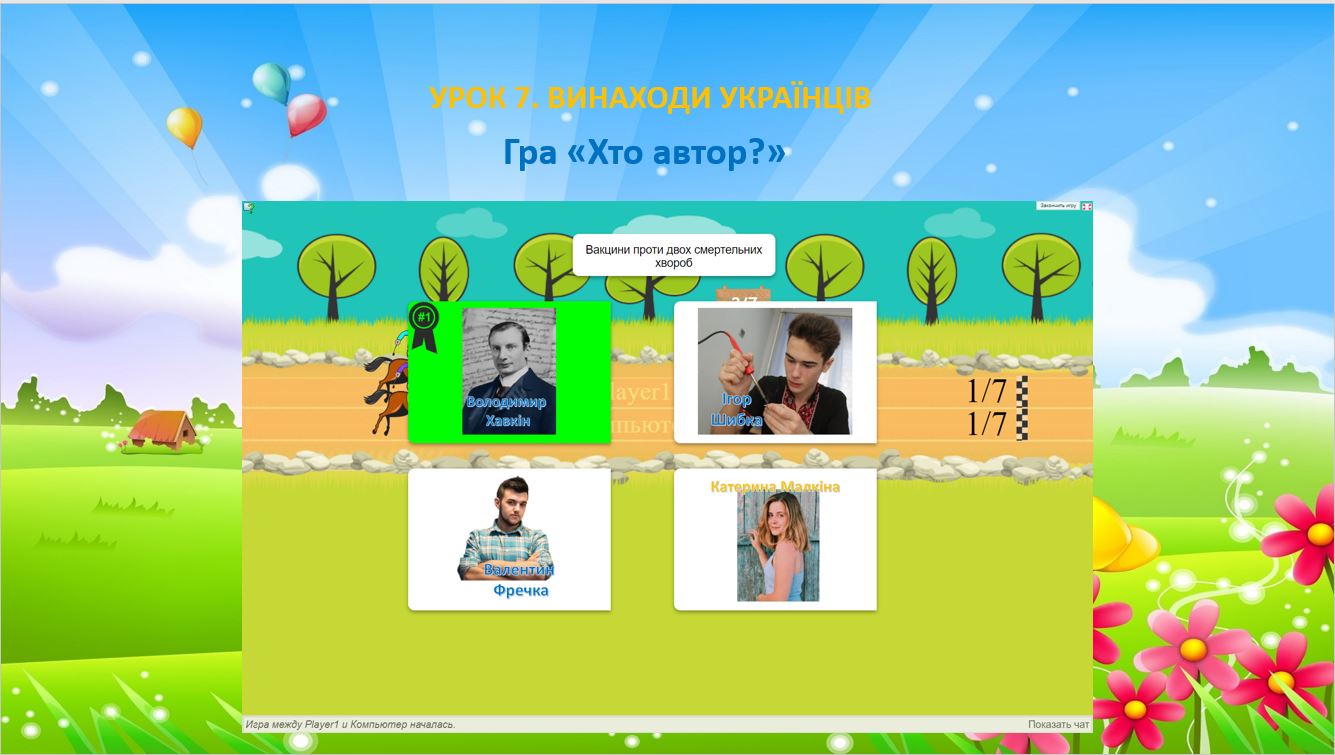 УРОК 7. ВИНАХОДИ УКРАЇНЦІВ
Гра «Хто автор?»
Закончить игру
Вакцини проти двох смертельних
хвороб
#1
Володимир
Хавкін
Ігор
Шибка
1/7
1/7
Валентин
Фречка
Катерина Малкіна
Игра между Player1 и Компьютер началась.
Показать чат